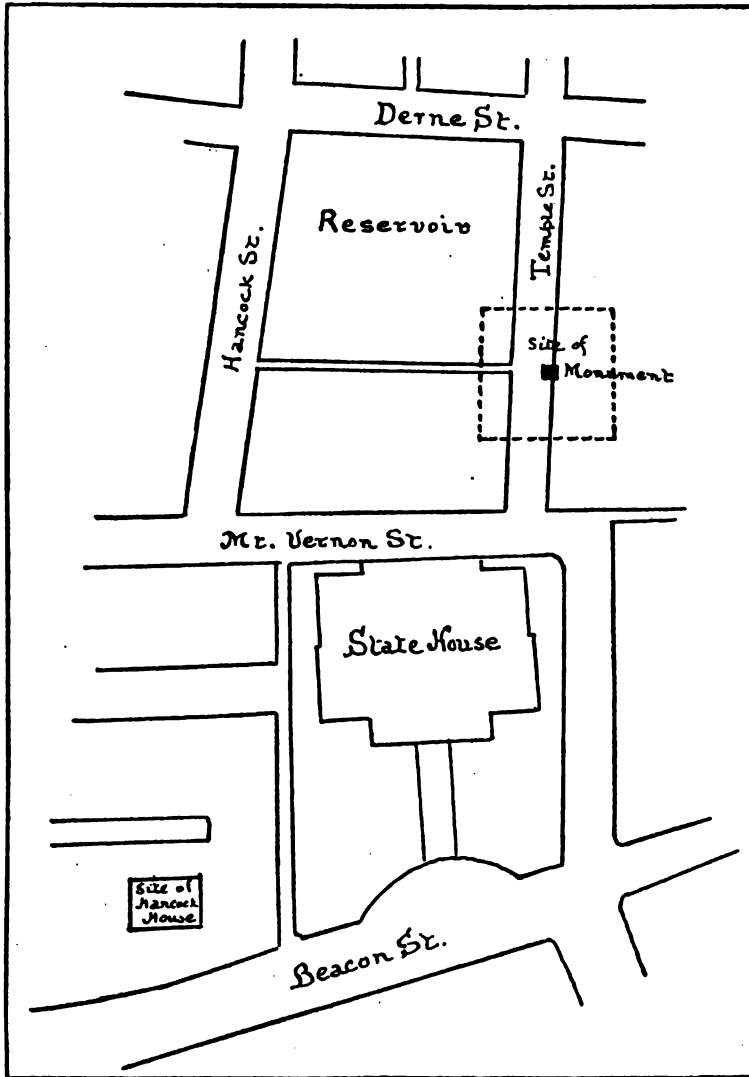 Derne St.
Reservoir
Temple St.
Hancock St.
Site of
Monument
Mt. Vernon St.
State House
Site of
Hancock
House
Beacon St.